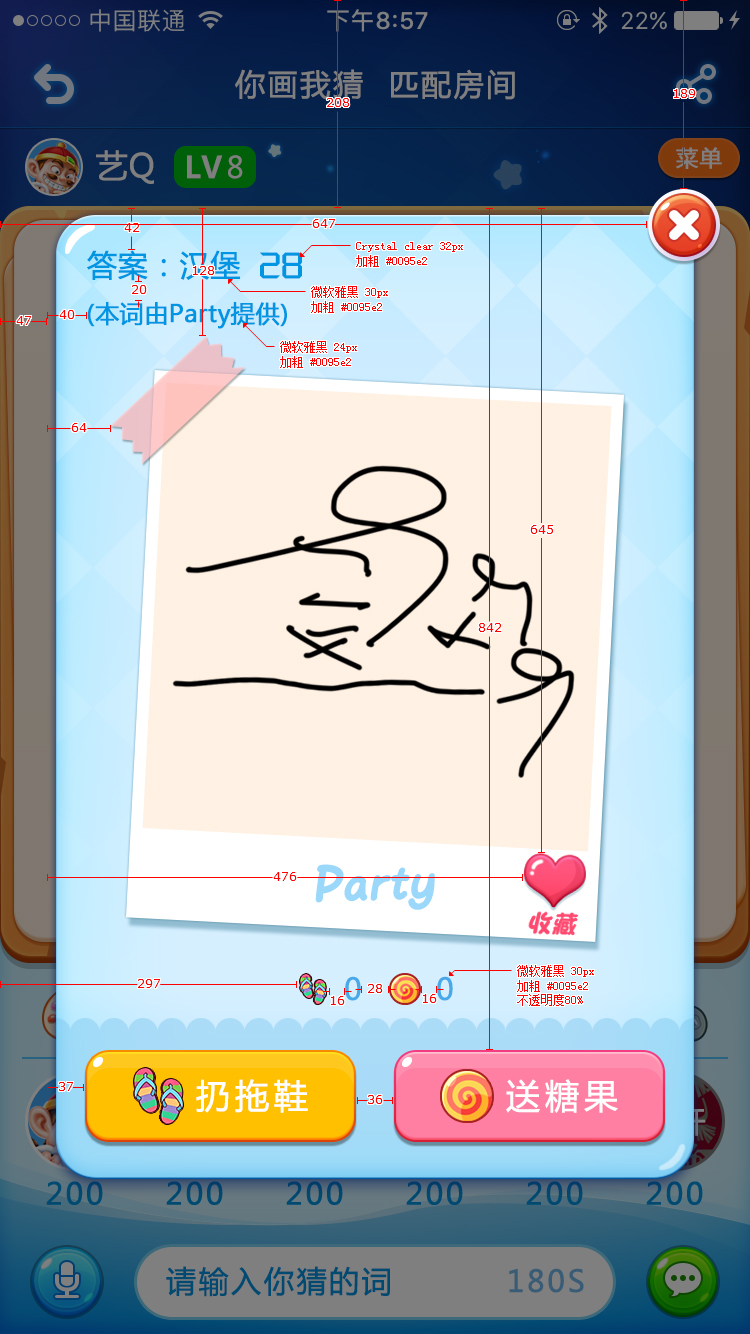 中国联通 下午8:57 22%
你画我猜 匹配房间
208
189
艺Q LV8 菜单
647
42
答案：汉堡 28
128
Crystal clear 32px
加粗 #0095e2
20
微软雅黑 30px
加粗 #0095e2
47
40
(本词由Party提供)
微软雅黑 24px
加粗 #0095e2
64
645
842
476
Party
收藏
297
16
0
28
16
0
微软雅黑 30px
加粗 #0095e2
不透明度80%
37
扔拖鞋
36
送糖果
200 200 200 200 200 200
请输入你猜的词 180S